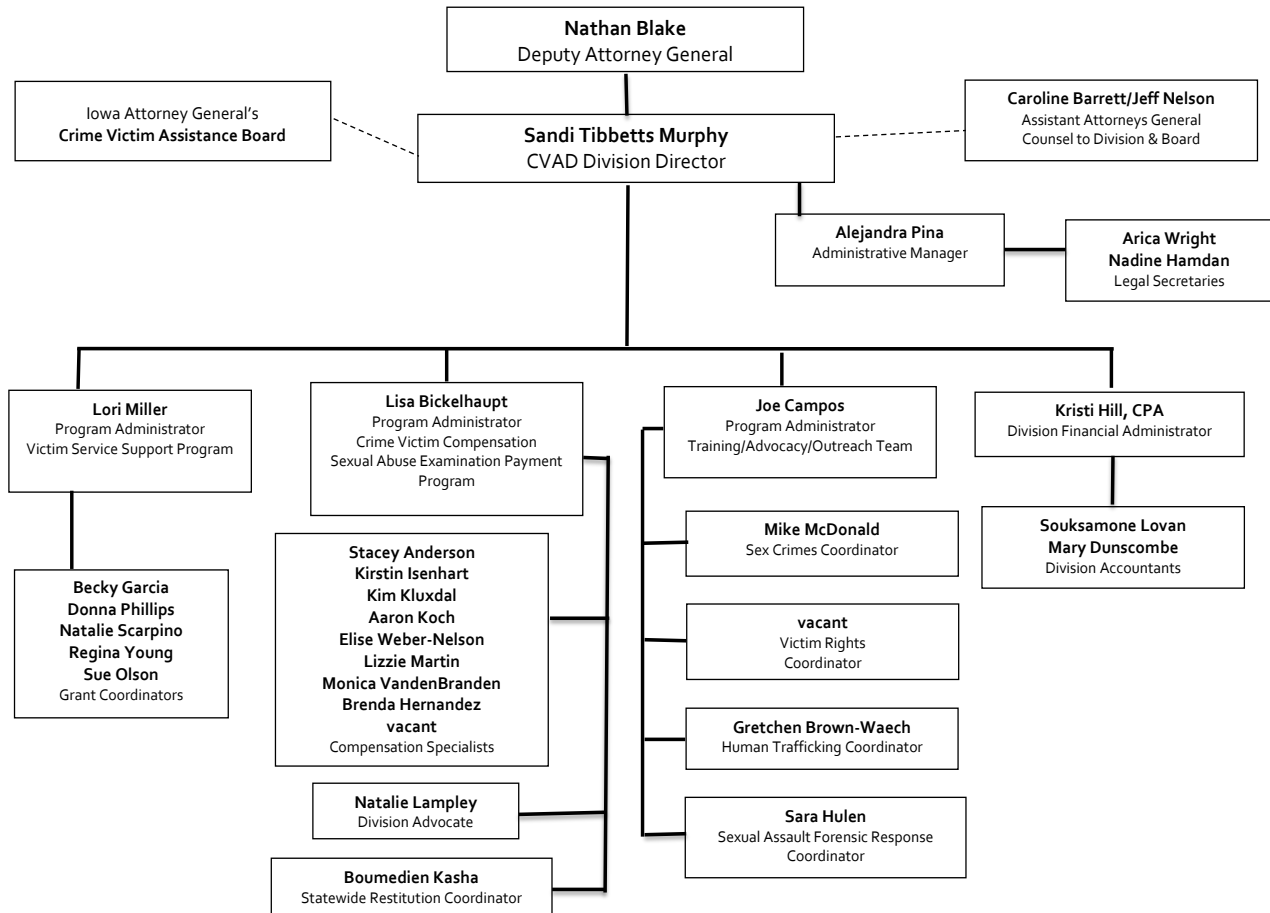 Nathan Blake
Deputy Attorney General
Iowa Attorney General’s
Crime Victim Assistance Board
Sandi Tibbetts Murphy
CVAD Division Director
Caroline Barrett/Jeff Nelson
Assistant Attorneys General
Counsel to Division & Board
Alejandra Pina
Administrative Manager
Arica Wright
Nadine Hamdan
Legal Secretaries
Lori Miller
Program Administrator
Victim Service Support Program
Becky Garcia
Donna Phillips
Natalie Scarpino
Regina Young
Sue Olson
Grant Coordinators
Lisa Bickelhaupt
Program Administrator
Crime Victim Compensation
Sexual Abuse Examination Payment
Program
Stacey Anderson
Kirstin Isenhart
Kim Kluxdal
Aaron Koch
Elise Weber-Nelson
Lizzie Martin
Monica VandenBranden
Brenda Hernandez
vacant
Compensation Specialists
Natalie Lampley
Division Advocate
Boumedien Kasha
Statewide Restitution Coordinator
Joe Campos
Program Administrator
Training/Advocacy/Outreach Team
Mike McDonald
Sex Crimes Coordinator
vacant
Victim Rights
Coordinator
Gretchen Brown-Waech
Human Trafficking Coordinator
Sara Hulen
Sexual Assault Forensic Response
Coordinator
Kristi Hill, CPA
Division Financial Administrator
Souksamone Lovan
Mary Dunscombe
Division Accountants